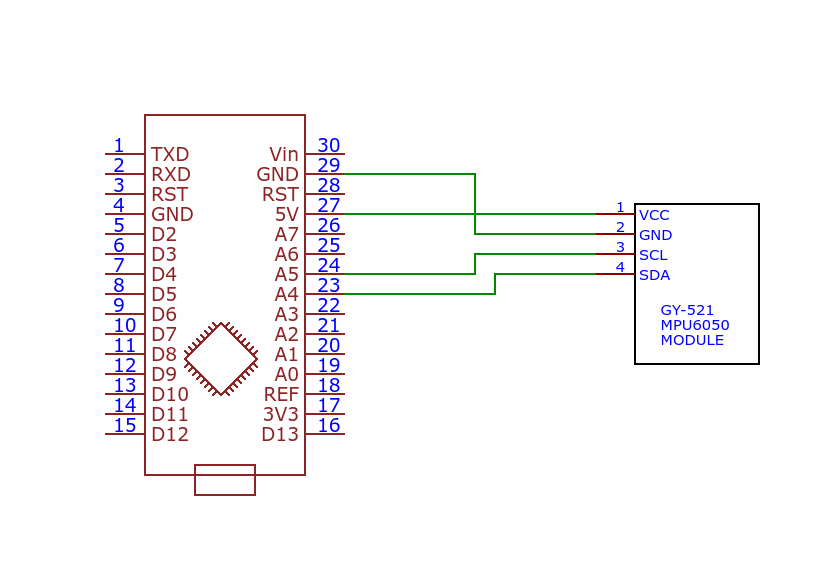 1 TXD Vin 30
2 RXD GND 29
3 RST RST 28
4 GND 5V 27
5 D2 A7 26
6 D3 A6 25
7 D4 A5 24
8 D5 A4 23
9 D6 A3 22
10 D7 A2 21
11 D8 A1 20
12 D9 A0 19
13 D10 REF 18
14 D11 3V3 17
15 D12 D13 16
1 VCC
2 GND
3 SCL
4 SDA
GY-521
MPU6050
MODULE